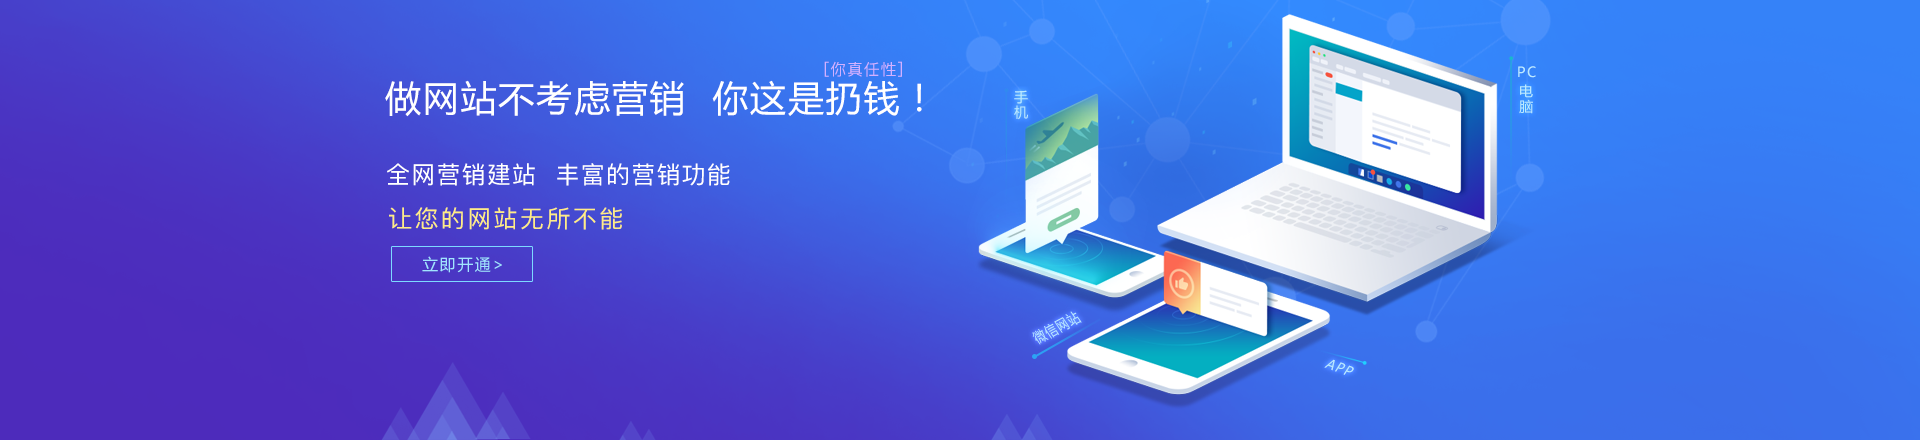 [你真任性]
做网站不考虑营销 你这是扔钱！
全网营销建站 丰富的营销功能
让您的网站无所不能
立即开通>
手机
PC
电脑
微信网站
APP